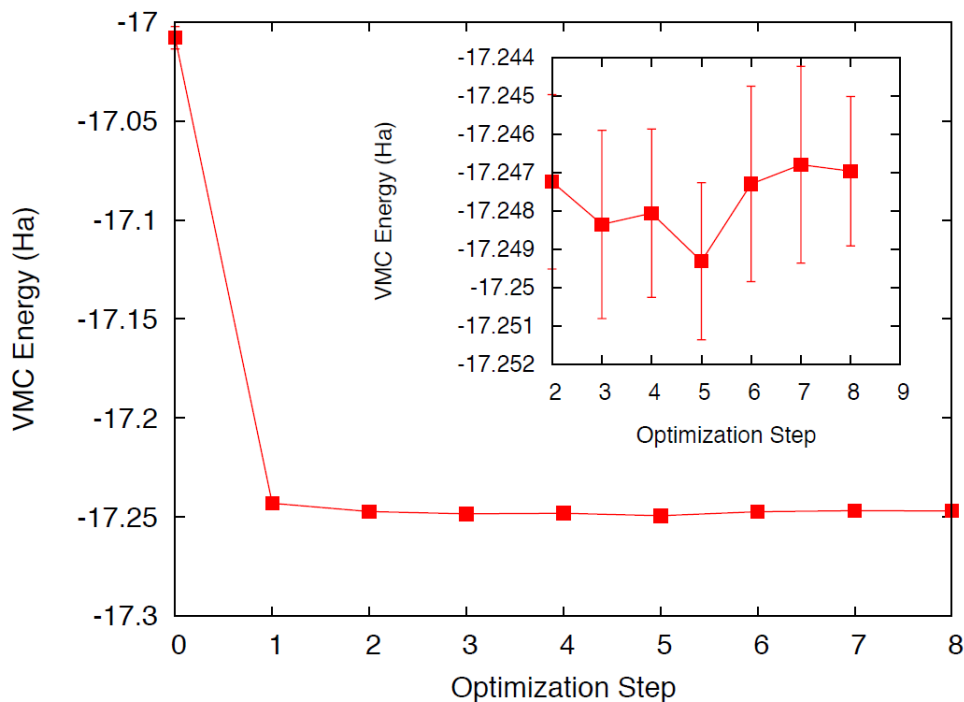 -17
-17.05
-17.1
-17.15
-17.2
-17.25
-17.3
VMC Energy (Ha)
0 1 2 3 4 5 6 7 8
Optimization Step
-17.244
-17.245
-17.246
-17.247
-17.248
-17.249
-17.25
-17.251
-17.252
VMC Energy (Ha)
2 3 4 5 6 7 8 9
Optimization Step